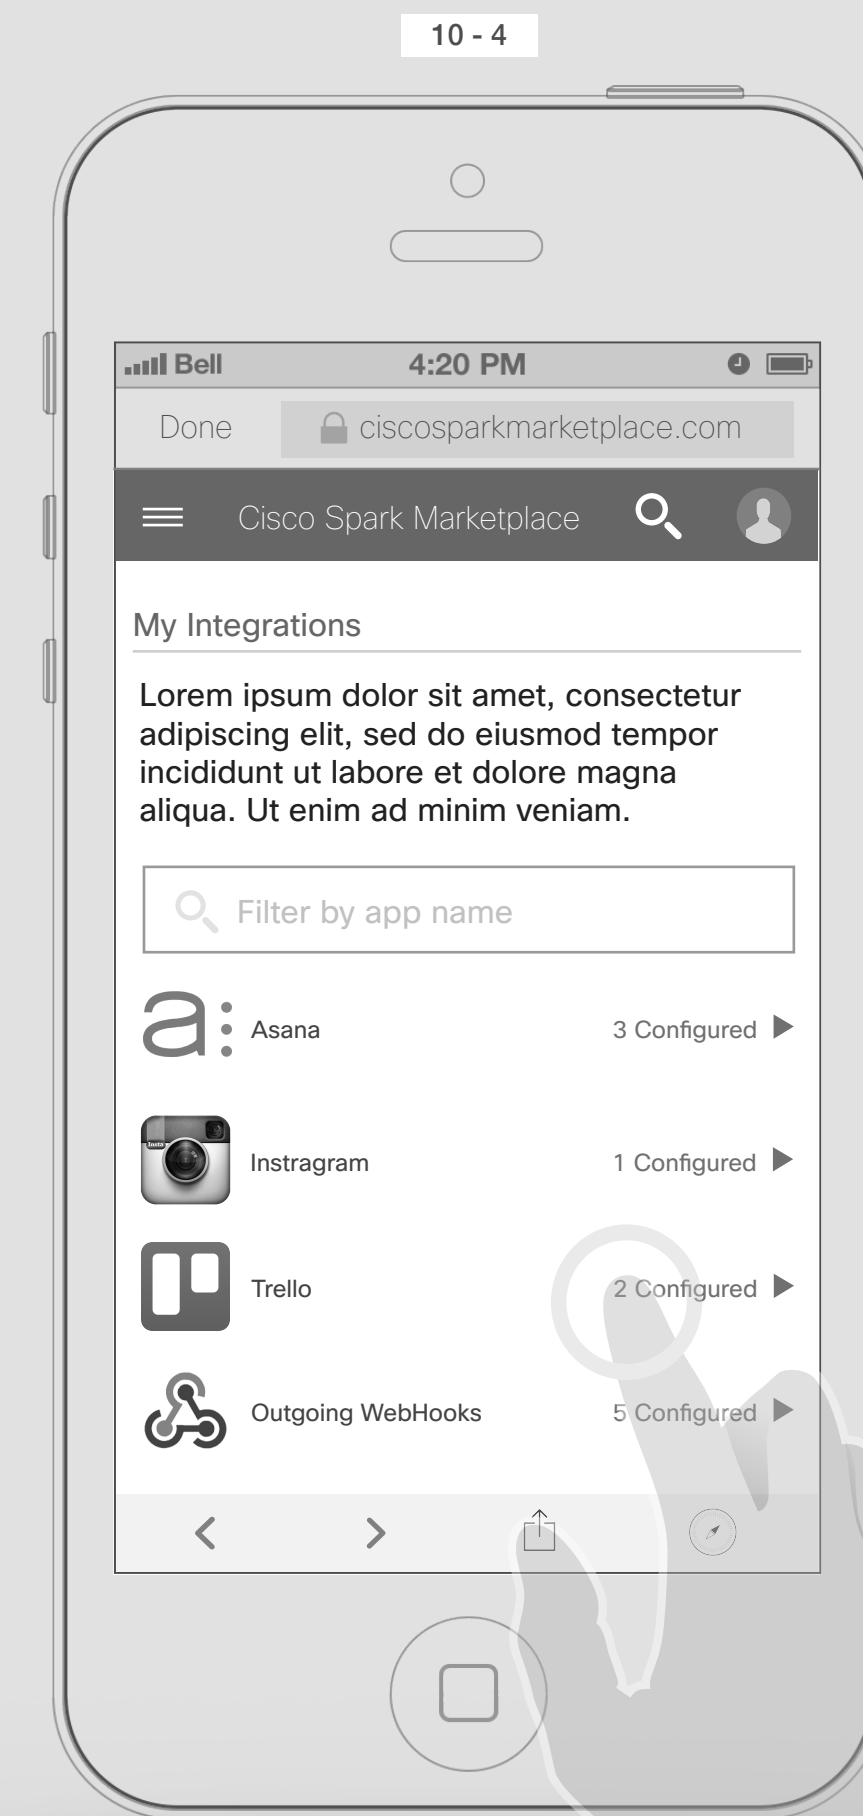 10 - 4
Bell
4:20 PM
Done
ciscosparkmarketplace.com
Cisco Spark Marketplace
My Integrations
Lorem ipsum dolor sit amet, consectetur
adipiscing elit, sed do eiusmod tempor
incididunt ut labore et dolore magna
aliqua. Ut enim ad minim veniam.
Filter by app name
a: Asana 3 Configured
Insta
Instragram 1 Configured
Trello 2 Configured
Outgoing WebHooks 5 Configured